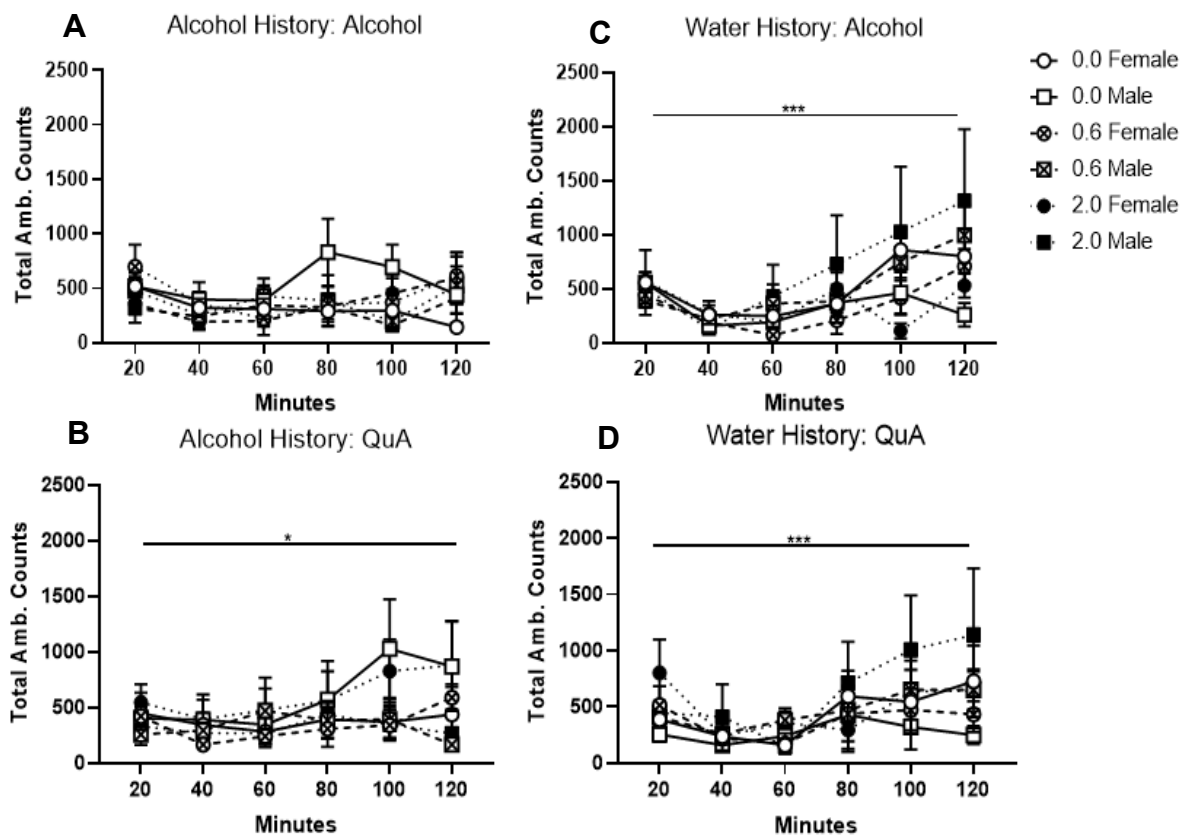 A
Alcohol History: Alcohol
2500
2000
1500
1000
500
0
Total Amb. Counts
20 40 60 80 100 120
Minutes
C
Water History: Alcohol
2500
2000
1500
1000
500
0
Total Amb. Counts
***
20 40 60 80 100 120
Minutes
0.0 Female
0.0 Male
0.6 Female
0.6 Male
2.0 Female
2.0 Male
B
Alcohol History: QuA
2500
2000
1500
1000
500
0
Total Amb. Counts
*
20 40 60 80 100 120
Minutes
D
Water History: QuA
2500
2000
1500
1000
500
0
Total Amb. Counts
***
20 40 60 80 100 120
Minutes